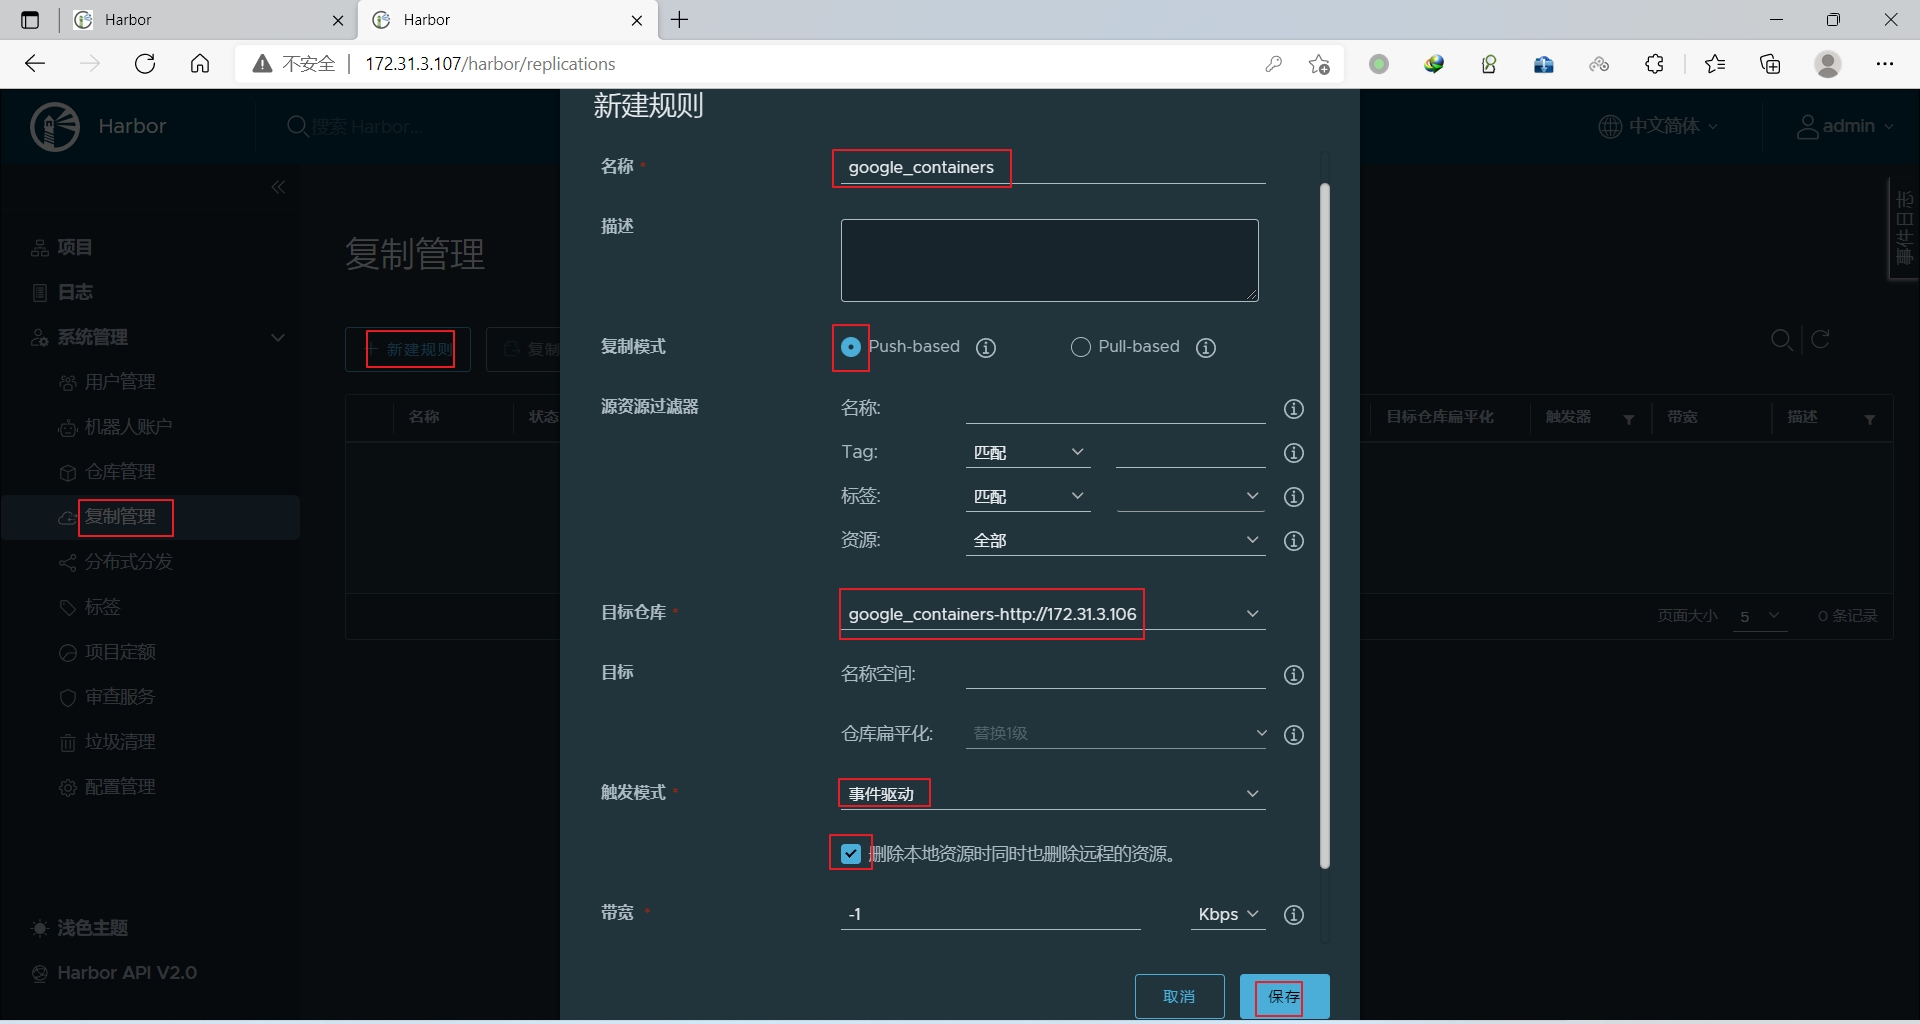 Harbor
Harbor
不安全 172.31.3.107/harbor/replications
Harbor
搜索 Harbor...
中文简体
admin
项目
日志
系统管理
用户管理
机器人账户
仓库管理
复制管理
分布式分发
标签
项目定额
审查服务
垃圾清理
配置管理
浅色主题
Harbor API V2.0
复制管理
新建规则
复制
名称
状态
目标仓库扁平化
触发器
带宽
描述
页面大小 5
0 条记录
事件日志
新建规则
名称 *
google_containers
描述
复制模式
Push-based
Pull-based
源资源过滤器
名称:
Tag:
匹配
标签:
匹配
资源:
全部
目标仓库 *
google_containers-http://172.31.3.106
目标
名称空间:
仓库扁平化:
替换1级
触发模式 *
事件驱动
删除本地资源时同时也删除远程的资源。
带宽 *
-1
Kbps
取消
保存